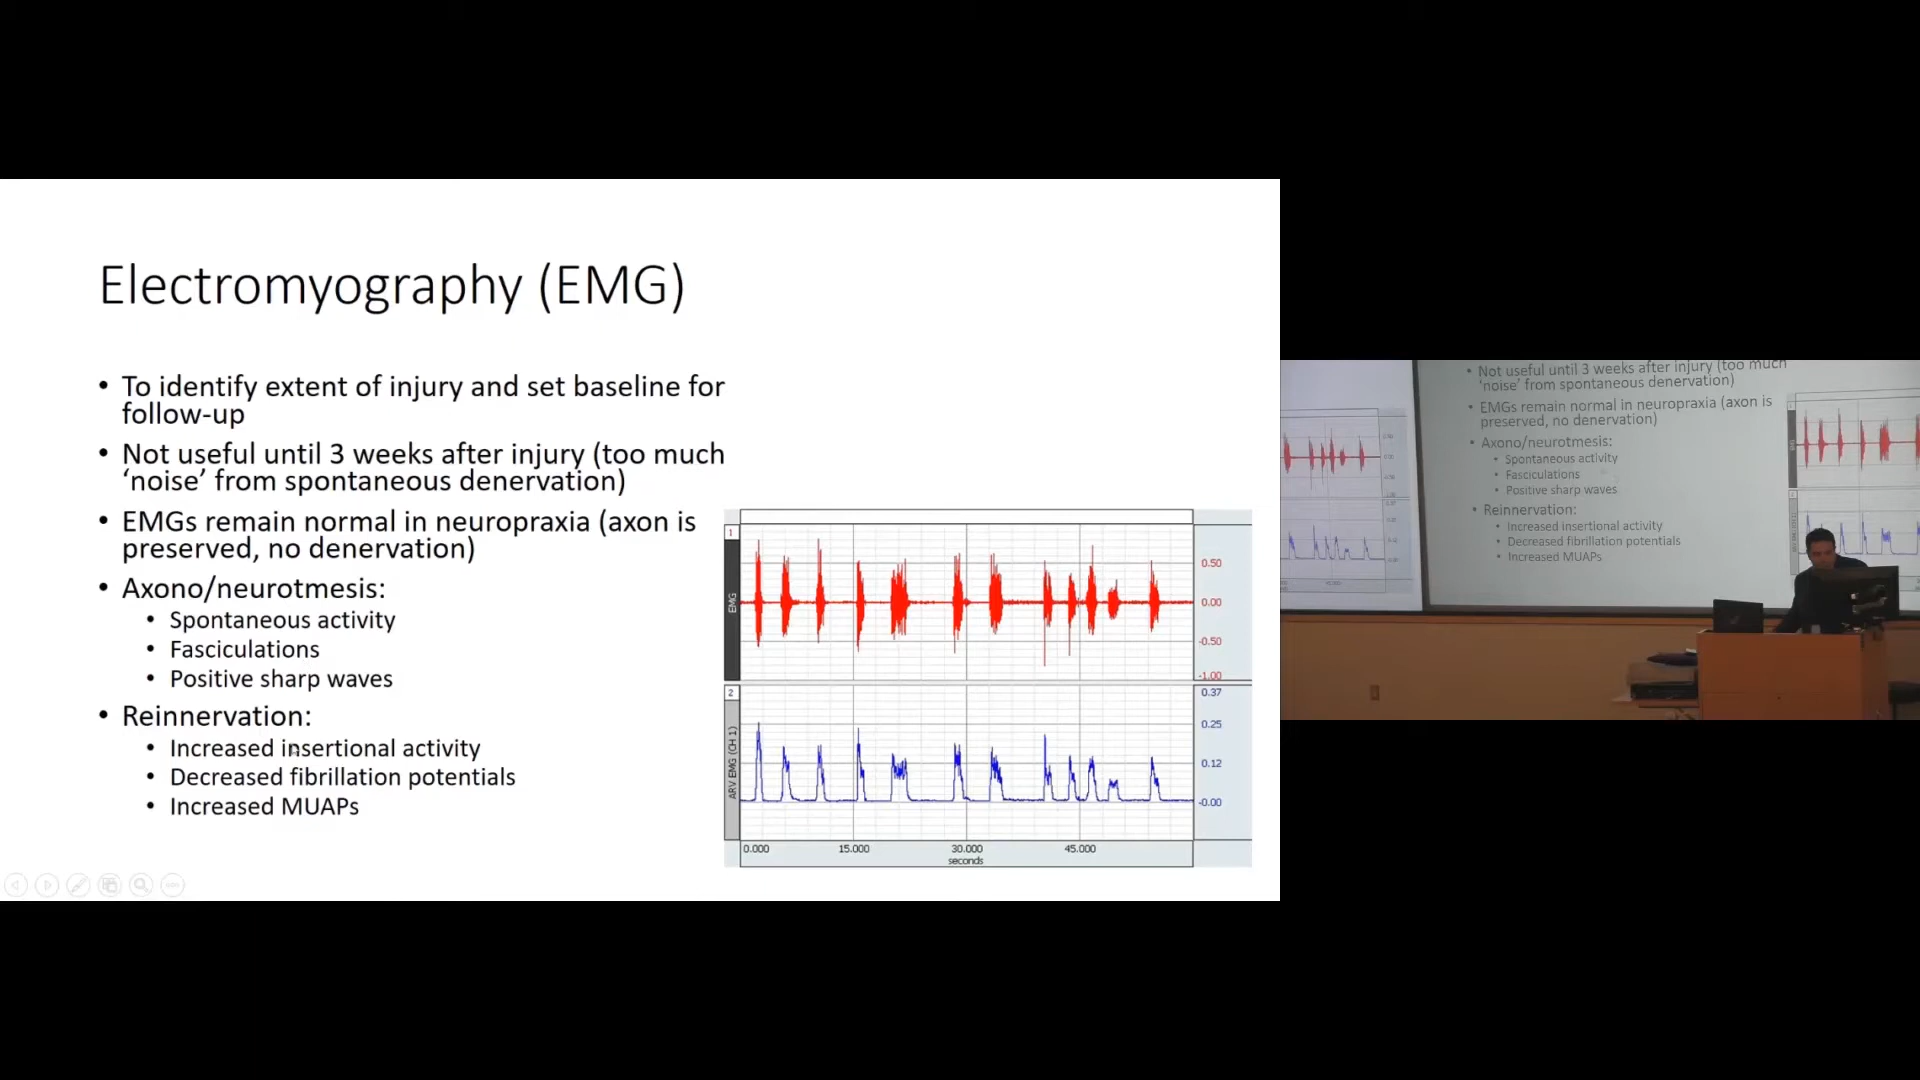 Electromyography (EMG)
• To identify extent of injury and set baseline for
follow-up
• Not useful until 3 weeks after injury (too much
‘noise’ from spontaneous denervation)
• EMGs remain normal in neuropraxia (axon is
preserved, no denervation)
• Axono/neurotmesis:
• Spontaneous activity
• Fasciculations
• Positive sharp waves
• Reinnervation:
• Increased insertional activity
• Decreased fibrillation potentials
• Increased MUAPs
1
EMG
0.50
0.00
-0.50
-1.00
2
ARV EMG (CH 1)
0.37
0.25
0.12
-0.00
0.000 15.000 30.000 45.000
seconds
• Not useful until 3 weeks after injury (too much
‘noise’ from spontaneous denervation)
• EMGs remain normal in neuropraxia (axon is
preserved, no denervation)
• Axono/neurotmesis:
• Spontaneous activity
• Fasciculations
• Positive sharp waves
• Reinnervation:
• Increased insertional activity
• Decreased fibrillation potentials
• Increased MUAPs